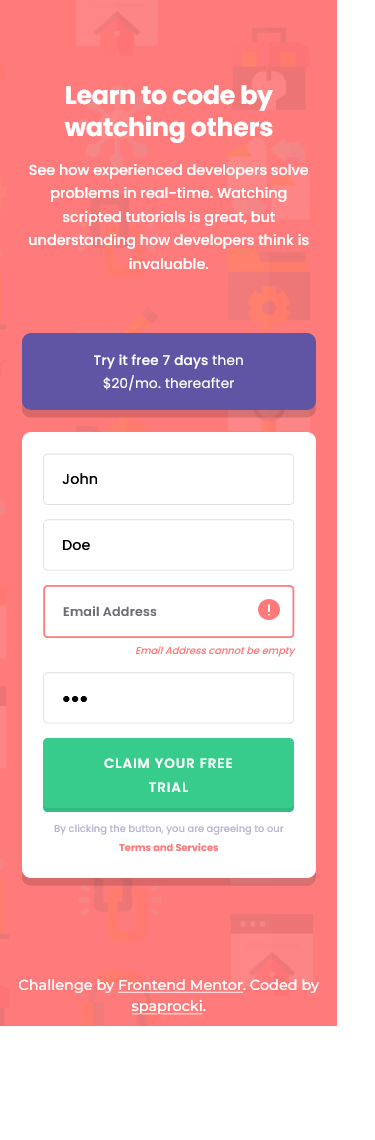 Learn to code by
watching others
See how experienced developers solve
problems in real-time. Watching
scripted tutorials is great, but
understanding how developers think is
invaluable.
Try it free 7 days then
$20/mo. thereafter
John
Doe
Email Address
Email Address cannot be empty
•••
CLAIM YOUR FREE
TRIAL
By clicking the button, you are agreeing to our
Terms and Services
Challenge by Frontend Mentor. Coded by
spaprocki.